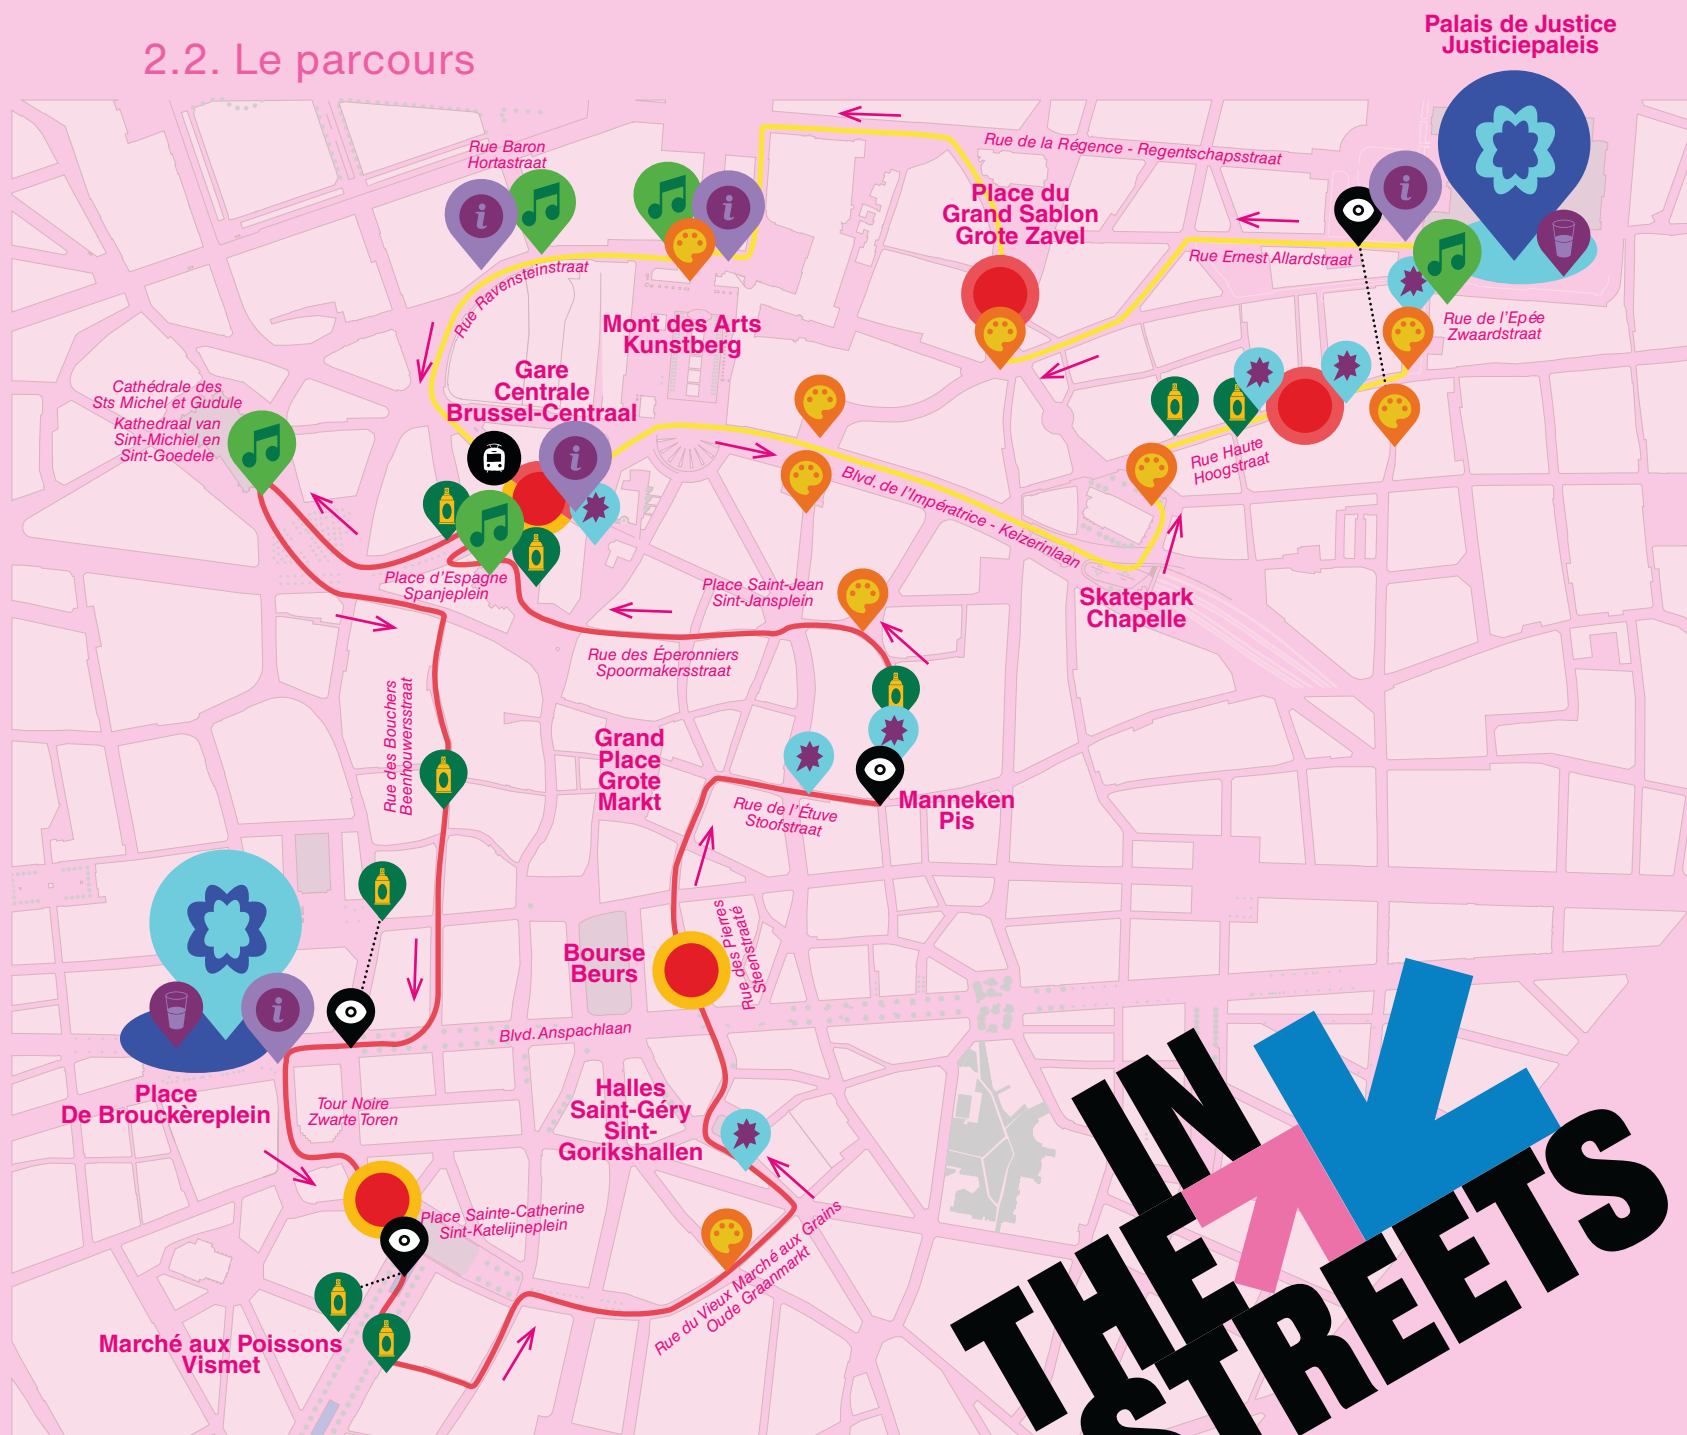 2.2. Le parcours
Palais de Justice
Justiciepaleis
Rue de la Régence - Regentschapsstraat
Rue Baron
Hortastraat
i
i
i
Place du
Grand Sablon
Grote Zavel
Rue Ernest Allardstraat
Rue Ravensteinstraat
Rue de l'Epée
Zwaardstraat
Mont des Arts
Kunstberg
Gare
Centrale
Brussel-Centraal
i
Cathédrale des
Sts Michel et Gudule
Kathedraal van
Sint-Michiel en
Sint-Goedele
Rue Haute
Hoogstraat
Blvd. de l'Impératrice - Keizerinlaan
Place d'Espagne
Spanjeplein
Place Saint-Jean
Sint-Jansplein
Skatepark
Chapelle
Rue des Éperonniers
Spoormakersstraat
Rue des Bouchers
Beenhouwersstraat
Grand
Place
Grote
Markt
Rue de l'Étuve
Stoofstraat
Manneken
Pis
Bourse
Beurs
Rue des Pierres
Steenstraaté
i
Blvd. Anspachlaan
Place
De Brouckèreplein
Tour Noire
Zwarte Toren
Halles
Saint-Géry
Sint-
Gorikshallen
Place Sainte-Catherine
Sint-Katelijneplein
Rue du Vieux Marché aux Grains
Oude Graanmarkt
Marché aux Poissons
Vismet
IN
THE
STREETS